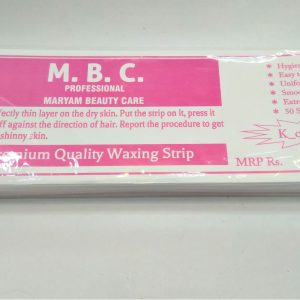 M. B. C.
PROFESSIONAL
MARYAM BEAUTY CARE
fectly thin layer on the dry skin. Put the strip on it, press it
ff against the direction of hair. Report the procedure to get
shinny skin.
mium Quality Waxing Strip
Hygien
Easy t
Unifo
Smoo
Extra
50 S
K
MRP Rs.